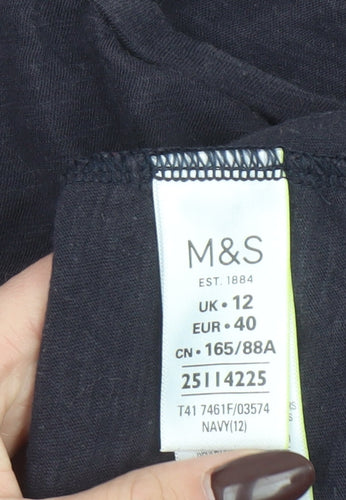 M&S
EST. 1884
UK • 12
EUR • 40
CN • 165/88A
25114225
T41 7461F/03574
NAVY(12)